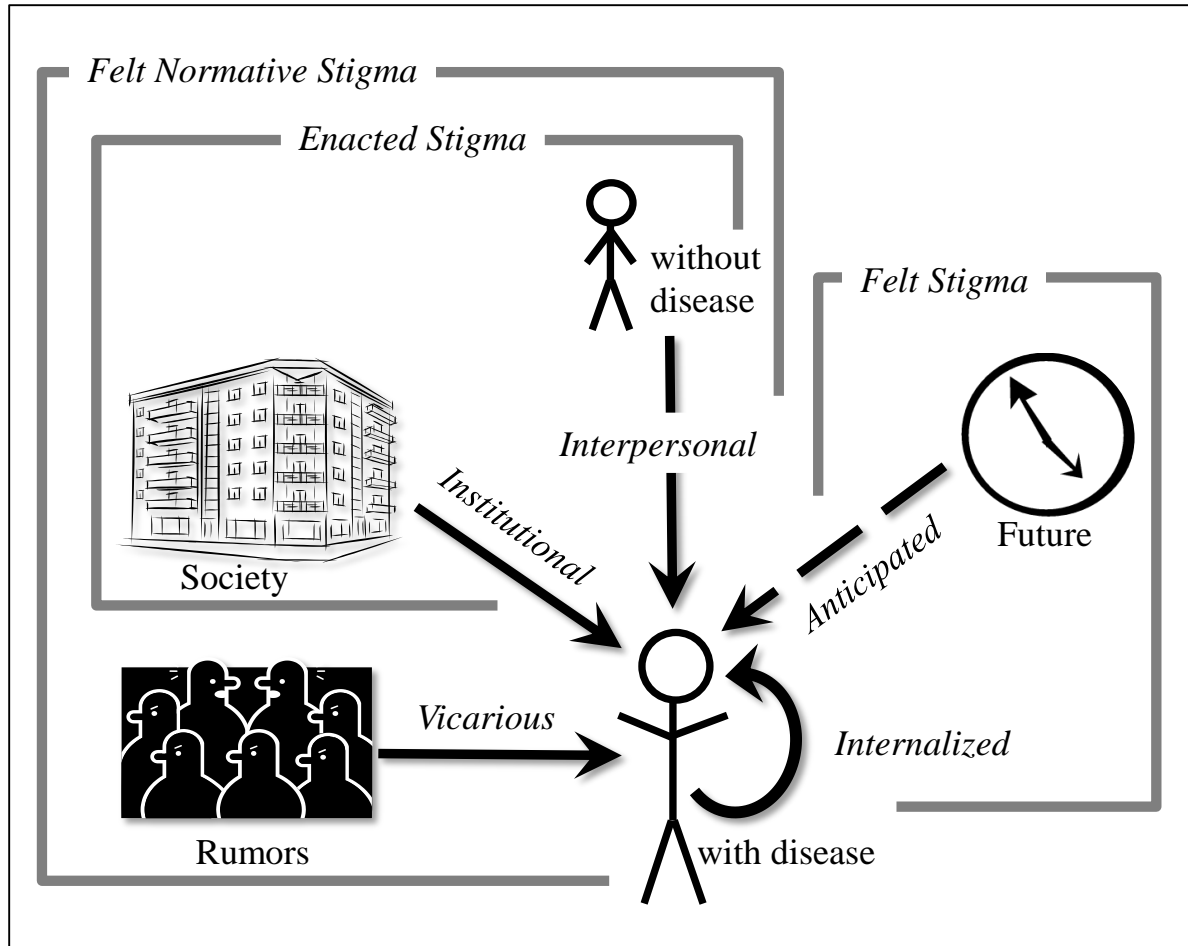 Felt Normative Stigma
Enacted Stigma
without
disease
Felt Stigma
Interpersonal
Institutional
Society
Future
Anticipated
Vicarious
Internalized
Rumors
with disease